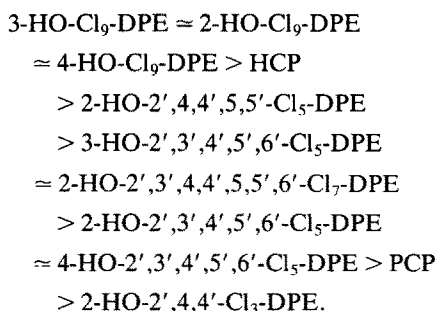 3-HO-Cl₉-DPE ≃ 2-HO-Cl₉-DPE
≃ 4-HO-Cl₉-DPE > HCP
> 2-HO-2′,4,4′,5,5′-Cl₅-DPE
> 3-HO-2′,3′,4′,5′,6′-Cl₅-DPE
≃ 2-HO-2′,3′,4,4′,5,5′,6′-Cl₇-DPE
> 2-HO-2′,3′,4′,5′,6′-Cl₅-DPE
≃ 4-HO-2′,3′,4′,5′,6′-Cl₅-DPE > PCP
> 2-HO-2′,4,4′-Cl₃-DPE.